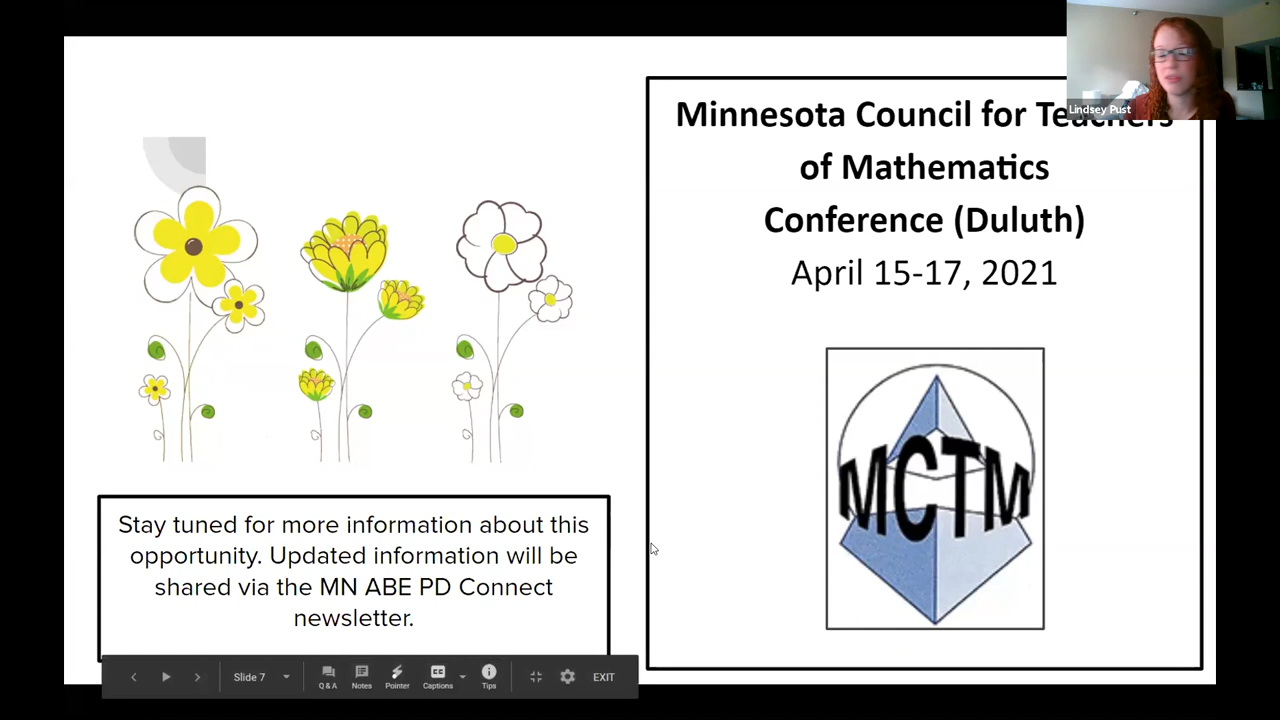 Lindsey Pust
Minnesota Council for Teachers
of Mathematics
Conference (Duluth)
April 15-17, 2021
MCTM
Stay tuned for more information about this
opportunity. Updated information will be
shared via the MN ABE PD Connect
newsletter.
Slide 7
Q & A
Notes
Pointer
Captions
Tips
EXIT